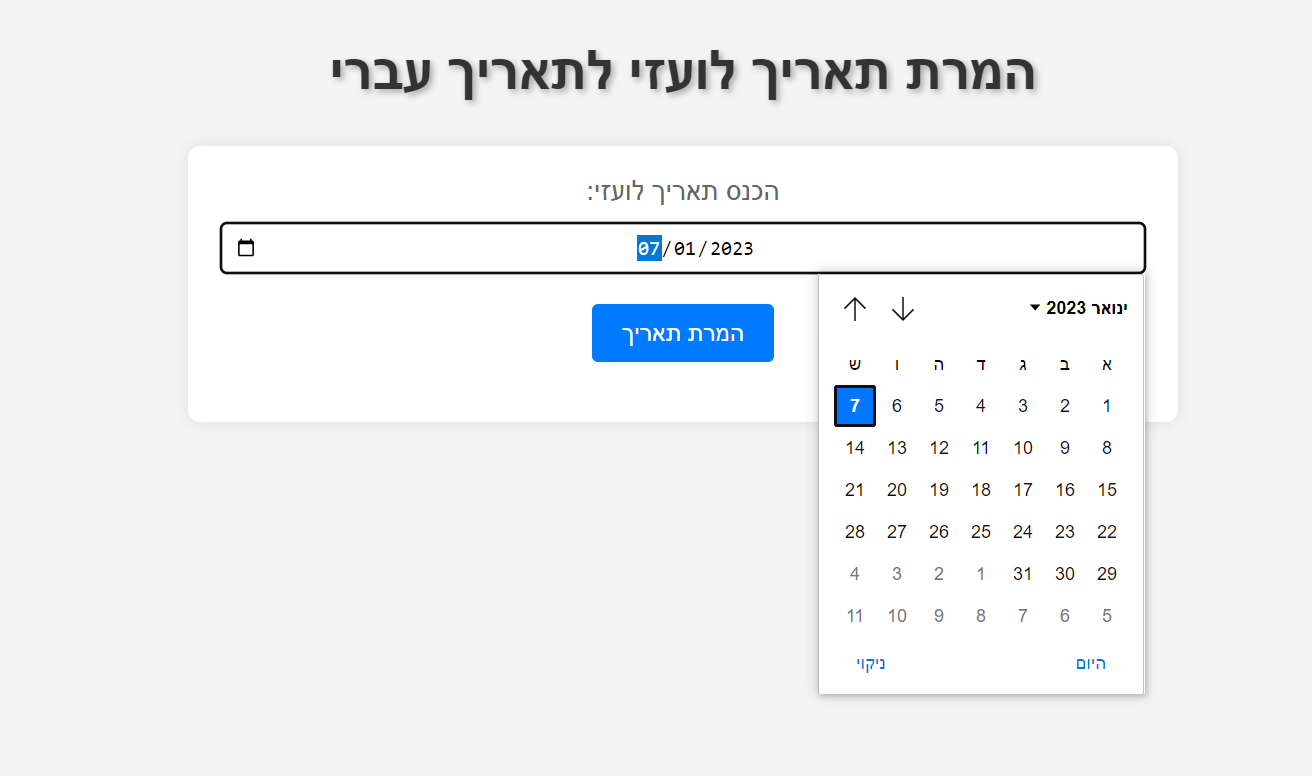 המרת תאריך לועזי לתאריך עברי
הכנס תאריך לועזי:
07/01/2023
המרת תאריך
ינואר 2023
א ב ג ד ה ו ש
1 2 3 4 5 6 7
8 9 10 11 12 13 14
15 16 17 18 19 20 21
22 23 24 25 26 27 28
29 30 31 1 2 3 4
5 6 7 8 9 10 11
היום ניקוי